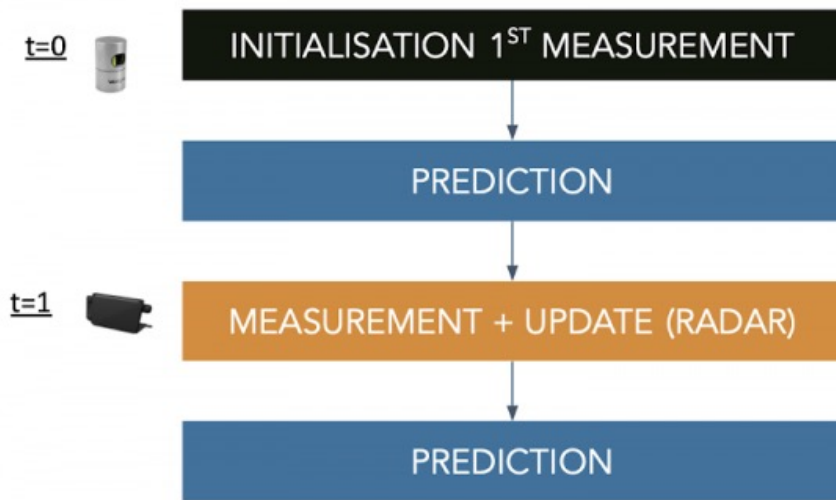 t=0
INITIALISATION 1ST MEASUREMENT
PREDICTION
t=1
MEASUREMENT + UPDATE (RADAR)
PREDICTION